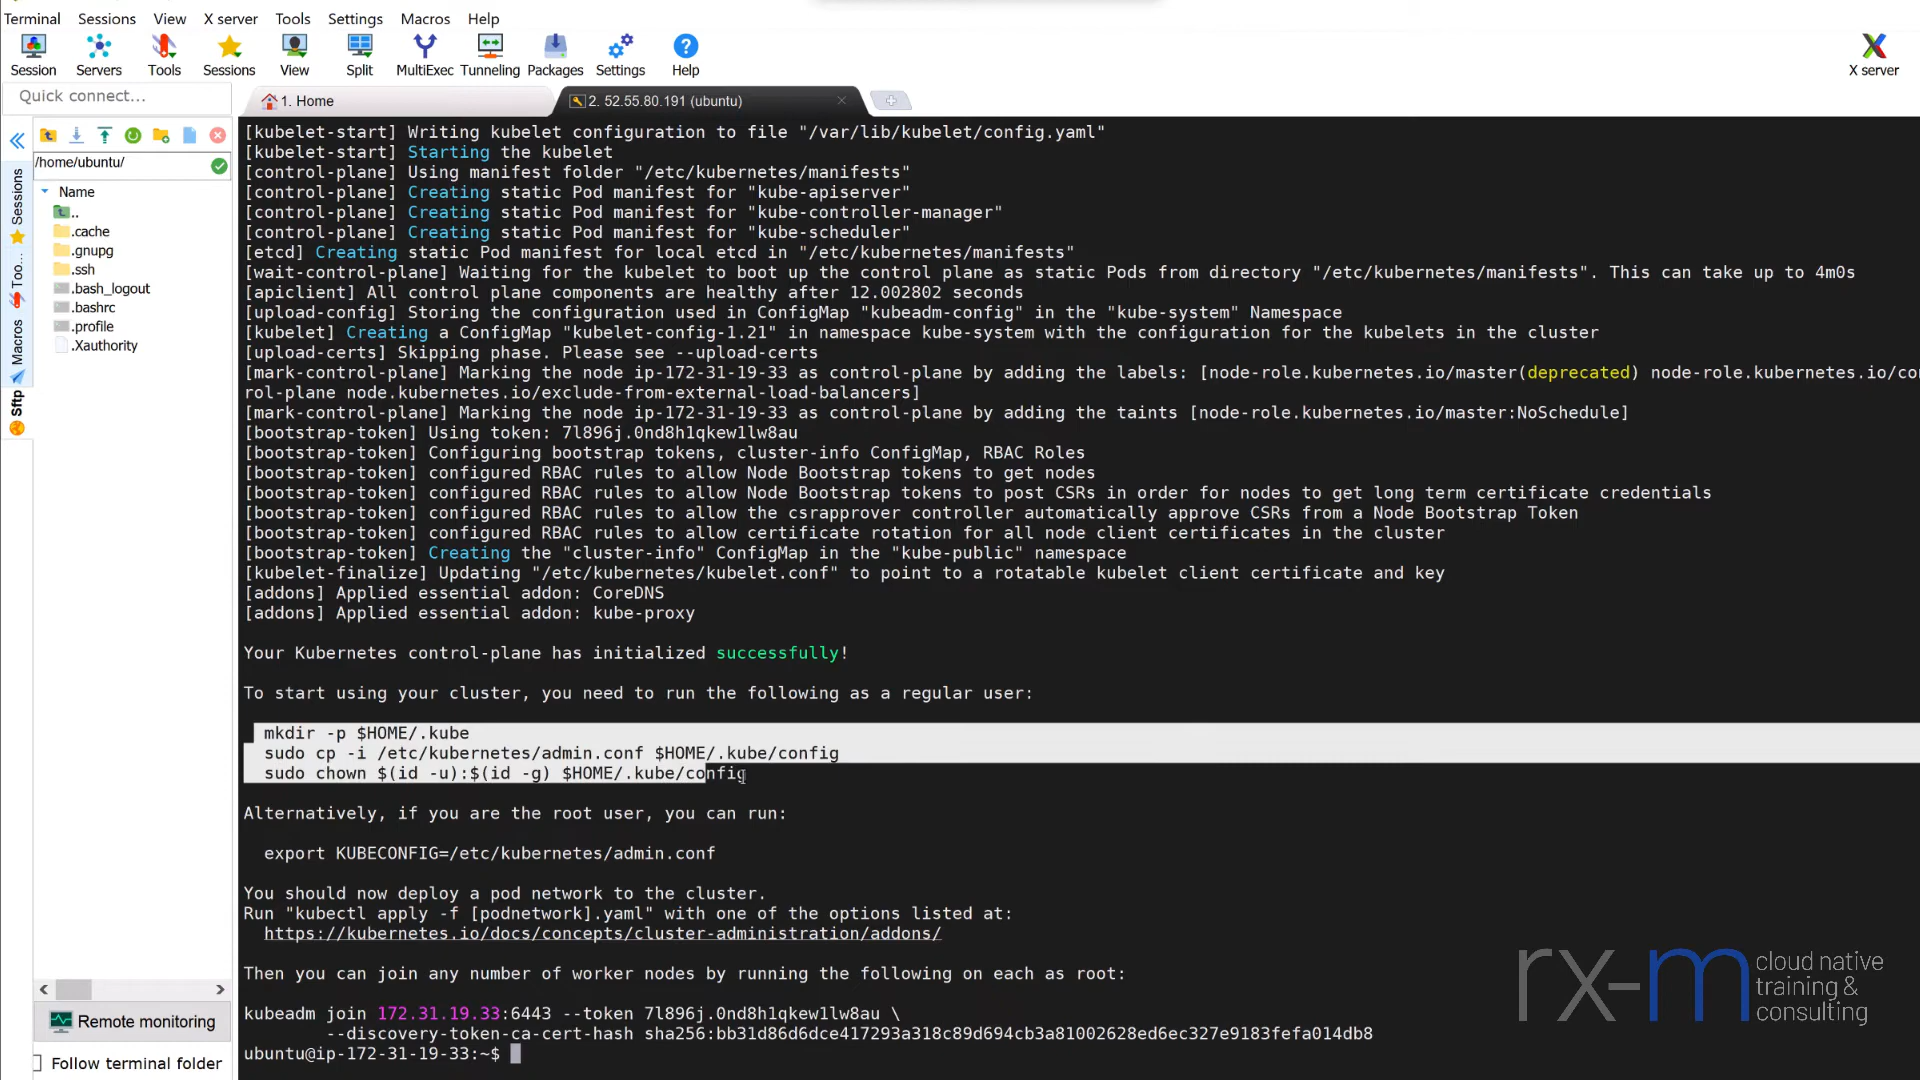 Terminal Sessions View X server Tools Settings Macros Help
Session Servers Tools Sessions View Split MultiExec Tunneling Packages Settings Help X server
Quick connect...
1. Home
2. 52.55.80.191 (ubuntu)
/home/ubuntu/
Name
..
.cache
.gnupg
.ssh
.bash_logout
.bashrc
.profile
.Xauthority
Sessions
Too...
Macros
Sftp
Remote monitoring
Follow terminal folder
[kubelet-start] Writing kubelet configuration to file "/var/lib/kubelet/config.yaml"
[kubelet-start] Starting the kubelet
[control-plane] Using manifest folder "/etc/kubernetes/manifests"
[control-plane] Creating static Pod manifest for "kube-apiserver"
[control-plane] Creating static Pod manifest for "kube-controller-manager"
[control-plane] Creating static Pod manifest for "kube-scheduler"
[etcd] Creating static Pod manifest for local etcd in "/etc/kubernetes/manifests"
[wait-control-plane] Waiting for the kubelet to boot up the control plane as static Pods from directory "/etc/kubernetes/manifests". This can take up to 4m0s
[apiclient] All control plane components are healthy after 12.002802 seconds
[upload-config] Storing the configuration used in ConfigMap "kubeadm-config" in the "kube-system" Namespace
[kubelet] Creating a ConfigMap "kubelet-config-1.21" in namespace kube-system with the configuration for the kubelets in the cluster
[upload-certs] Skipping phase. Please see --upload-certs
[mark-control-plane] Marking the node ip-172-31-19-33 as control-plane by adding the labels: [node-role.kubernetes.io/master(deprecated) node-role.kubernetes.io/co
rol-plane node.kubernetes.io/exclude-from-external-load-balancers]
[mark-control-plane] Marking the node ip-172-31-19-33 as control-plane by adding the taints [node-role.kubernetes.io/master:NoSchedule]
[bootstrap-token] Using token: 7l896j.0nd8h1qkew1lw8au
[bootstrap-token] Configuring bootstrap tokens, cluster-info ConfigMap, RBAC Roles
[bootstrap-token] configured RBAC rules to allow Node Bootstrap tokens to get nodes
[bootstrap-token] configured RBAC rules to allow Node Bootstrap tokens to post CSRs in order for nodes to get long term certificate credentials
[bootstrap-token] configured RBAC rules to allow the csrapprover controller automatically approve CSRs from a Node Bootstrap Token
[bootstrap-token] configured RBAC rules to allow certificate rotation for all node client certificates in the cluster
[bootstrap-token] Creating the "cluster-info" ConfigMap in the "kube-public" namespace
[kubelet-finalize] Updating "/etc/kubernetes/kubelet.conf" to point to a rotatable kubelet client certificate and key
[addons] Applied essential addon: CoreDNS
[addons] Applied essential addon: kube-proxy
Your Kubernetes control-plane has initialized successfully!
To start using your cluster, you need to run the following as a regular user:
mkdir -p $HOME/.kube
sudo cp -i /etc/kubernetes/admin.conf $HOME/.kube/config
sudo chown $(id -u):$(id -g) $HOME/.kube/config
Alternatively, if you are the root user, you can run:
export KUBECONFIG=/etc/kubernetes/admin.conf
You should now deploy a pod network to the cluster.
Run "kubectl apply -f [podnetwork].yaml" with one of the options listed at:
https://kubernetes.io/docs/concepts/cluster-administration/addons/
Then you can join any number of worker nodes by running the following on each as root:
kubeadm join 172.31.19.33:6443 --token 7l896j.0nd8h1qkew1lw8au \
--discovery-token-ca-cert-hash sha256:bb31d86d6dce417293a318c89d694cb3a81002628ed6ec327e9183fefa014db8
ubuntu@ip-172-31-19-33:~$
rx-m cloud native
training &
consulting